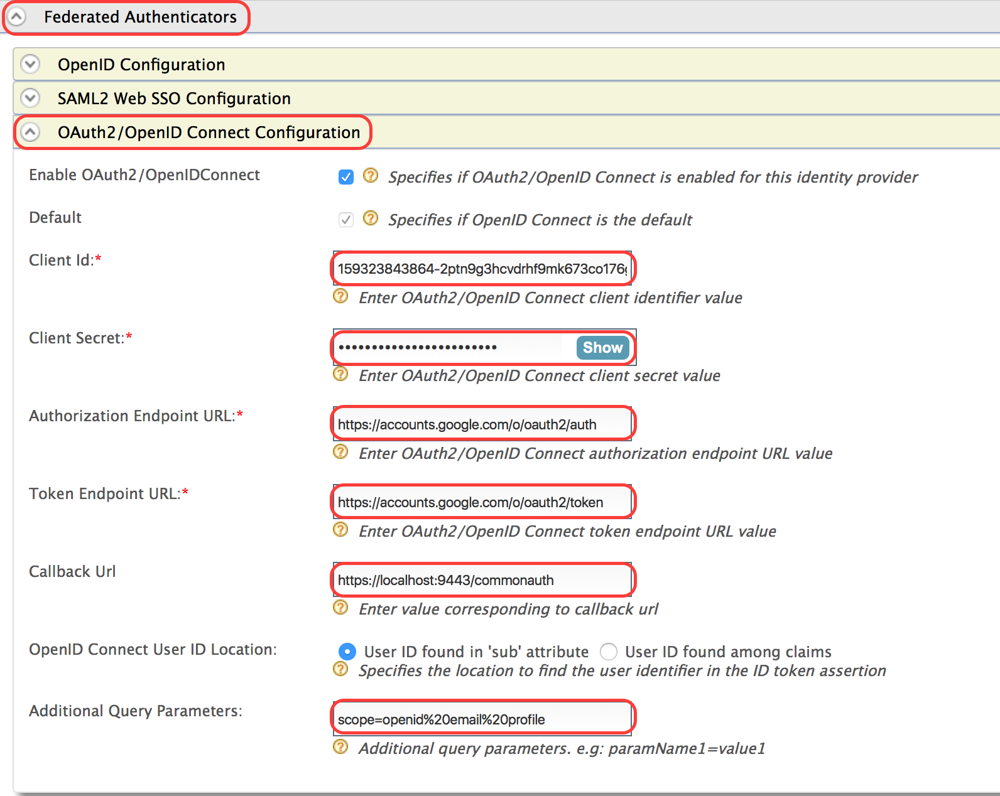 Federated Authenticators
OpenID Configuration
SAML2 Web SSO Configuration
OAuth2/OpenID Connect Configuration
Enable OAuth2/OpenIDConnect
Specifies if OAuth2/OpenID Connect is enabled for this identity provider
Default
Specifies if OpenID Connect is the default
Client Id:*
159323843864-2ptn9g3hcvdrhf9mk673co176g
Enter OAuth2/OpenID Connect client identifier value
Client Secret:*
••••••••••••••••••••••••
Show
Enter OAuth2/OpenID Connect client secret value
Authorization Endpoint URL:*
https://accounts.google.com/o/oauth2/auth
Enter OAuth2/OpenID Connect authorization endpoint URL value
Token Endpoint URL:*
https://accounts.google.com/o/oauth2/token
Enter OAuth2/OpenID Connect token endpoint URL value
Callback Url
https://localhost:9443/commonauth
Enter value corresponding to callback url
OpenID Connect User ID Location:
User ID found in 'sub' attribute
User ID found among claims
Specifies the location to find the user identifier in the ID token assertion
Additional Query Parameters:
scope=openid%20email%20profile
Additional query parameters. e.g: paramName1=value1